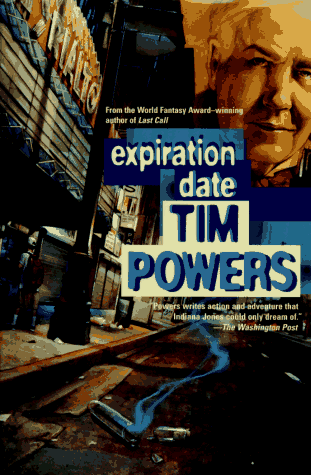 From the World Fantasy Award–winning
author of Last Call
expiration
date
TIM
POWERS
"Powers writes action and adventure that
Indiana Jones could only dream of."
—The Washington Post